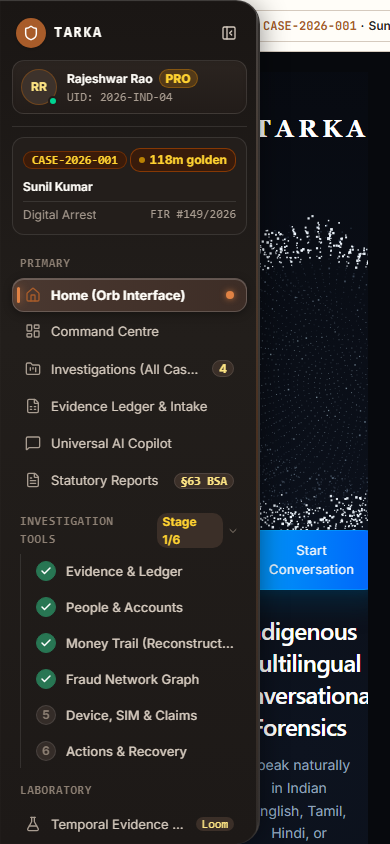 TARKA
RR
Rajeshwar Rao PRO
UID: 2026-IND-04
CASE-2026-001 118m golden
Sunil Kumar
Digital Arrest FIR #149/2026
PRIMARY
Home (Orb Interface)
Command Centre
Investigations (All Cas... 4
Evidence Ledger & Intake
Universal AI Copilot
Statutory Reports §63 BSA
INVESTIGATION
TOOLS
Stage
1/6
Evidence & Ledger
People & Accounts
Money Trail (Reconstruct...
Fraud Network Graph
5 Device, SIM & Claims
6 Actions & Recovery
LABORATORY
Temporal Evidence ... Loom
CASE-2026-001 · Sun
TARKA
Start
Conversation
digenous
ultilingual
nversationa
Forensics
peak naturally
in Indian
nglish, Tamil,
Hindi, or